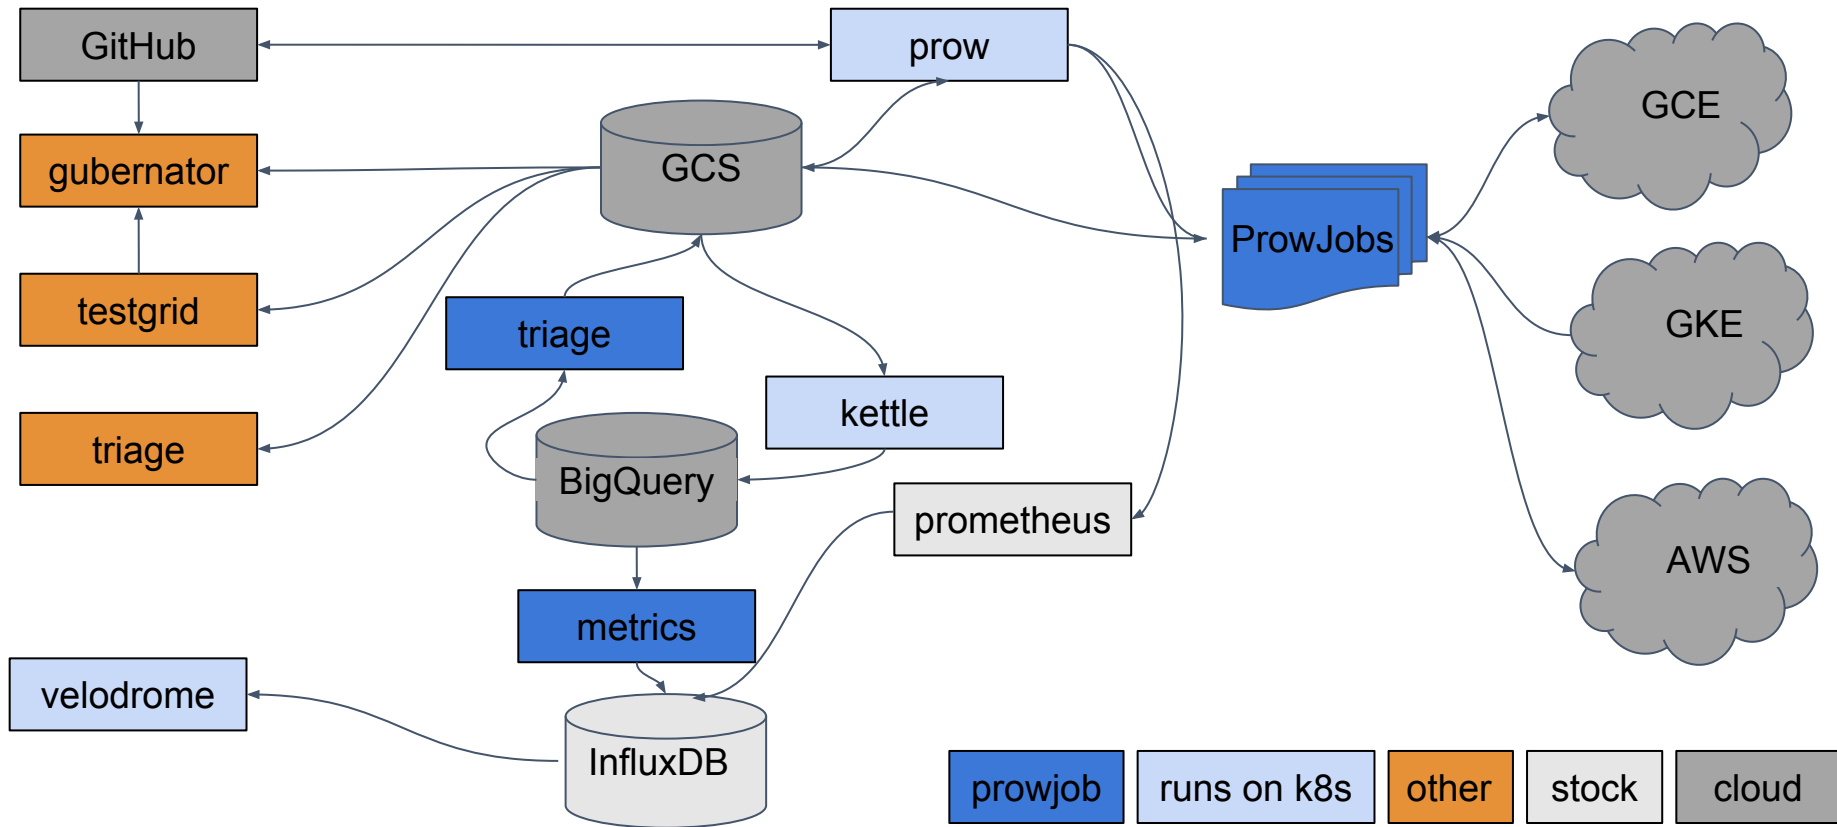 GitHub
prow
GCE
gubernator
GCS
ProwJobs
testgrid
triage
GKE
kettle
triage
BigQuery
prometheus
AWS
metrics
velodrome
InfluxDB
prowjob
runs on k8s
other
stock
cloud